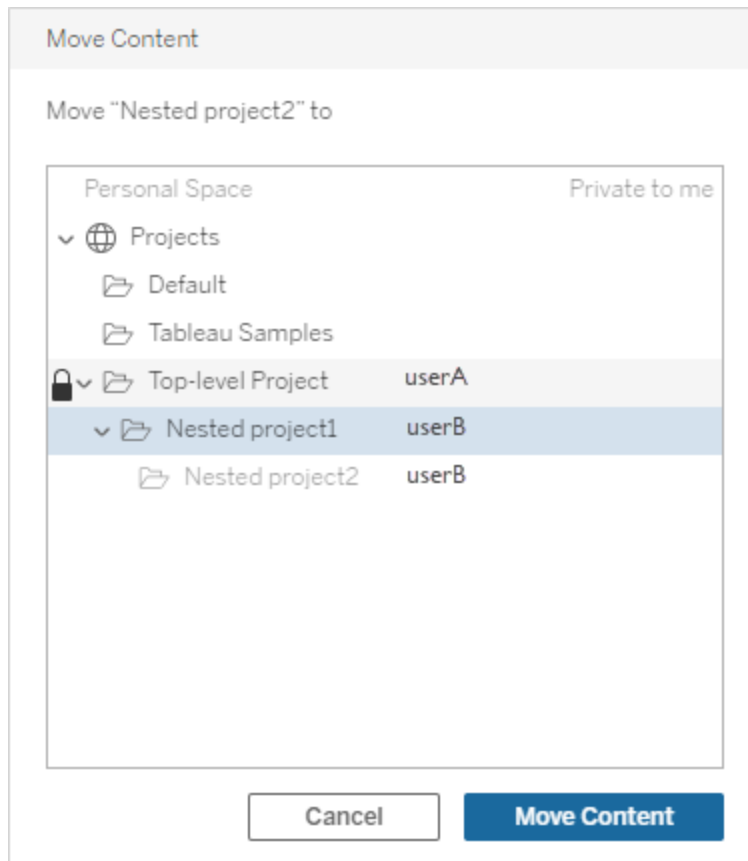 Move Content
Move “Nested project2” to
Personal Space Private to me
Projects
Default
Tableau Samples
Top-level Project userA
Nested project1 userB
Nested project2 userB
Cancel Move Content